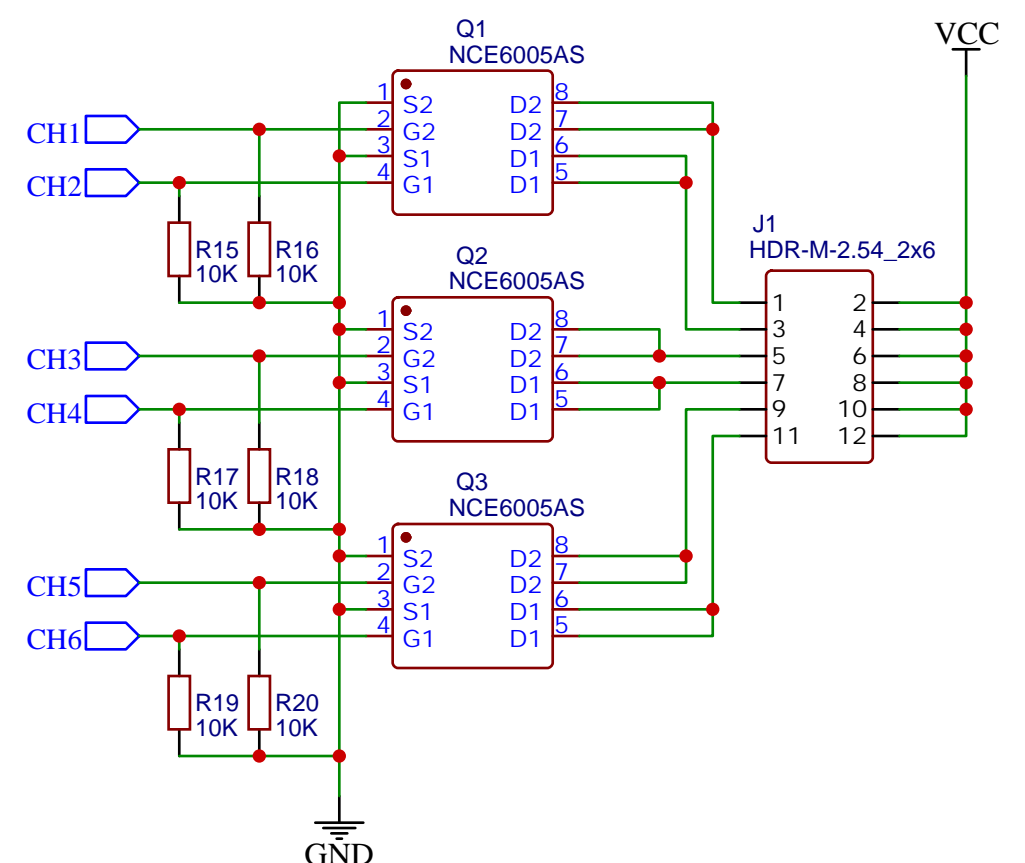 Q1
NCE6005AS
VCC
1 S2 D2 8
CH1 2 G2 D2 7
3 S1 D1 6
CH2 4 G1 D1 5
R15 R16
10K 10K
J1
HDR-M-2.54_2x6
Q2
NCE6005AS
1 2
3 4
5 6
7 8
9 10
11 12
1 S2 D2 8
CH3 2 G2 D2 7
3 S1 D1 6
CH4 4 G1 D1 5
R17 R18
10K 10K
Q3
NCE6005AS
1 S2 D2 8
CH5 2 G2 D2 7
3 S1 D1 6
CH6 4 G1 D1 5
R19 R20
10K 10K
GND